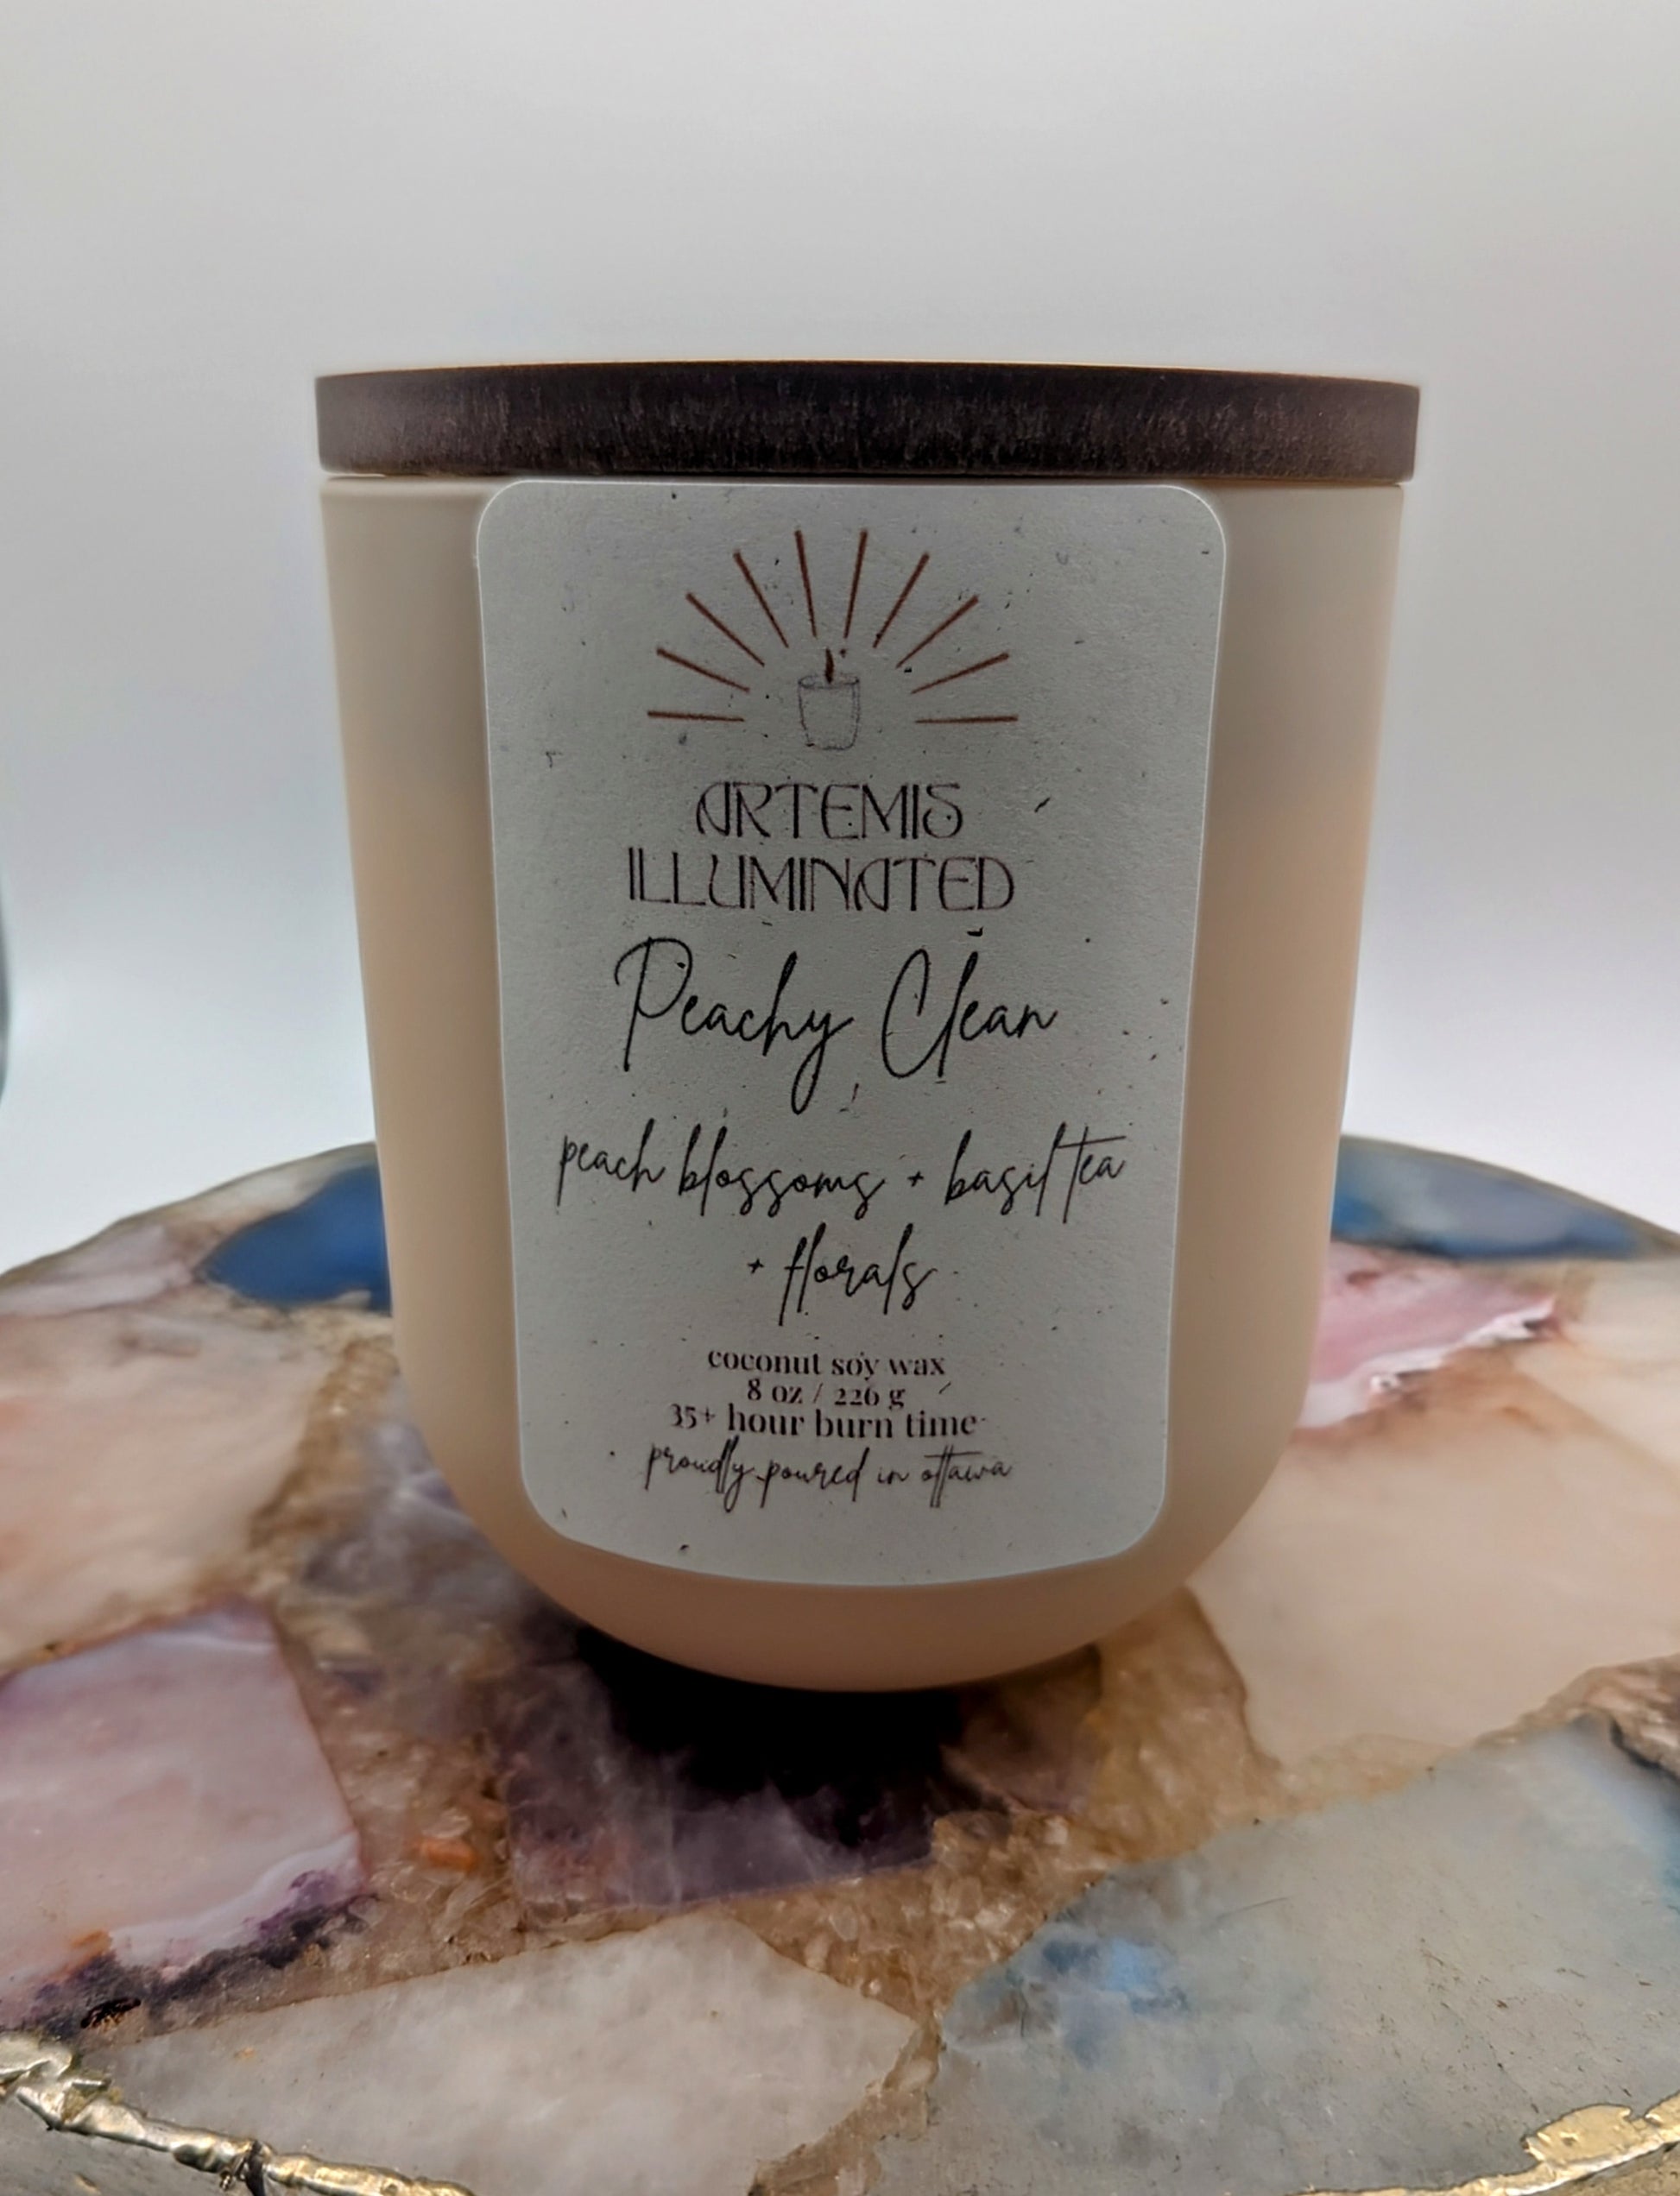 ARTEMIS
ILLUMINATED
Peachy Clean
peach blossoms + basil tea
+ florals
coconut soy wax
8 oz / 226 g
35+ hour burn time
proudly poured in ottawa